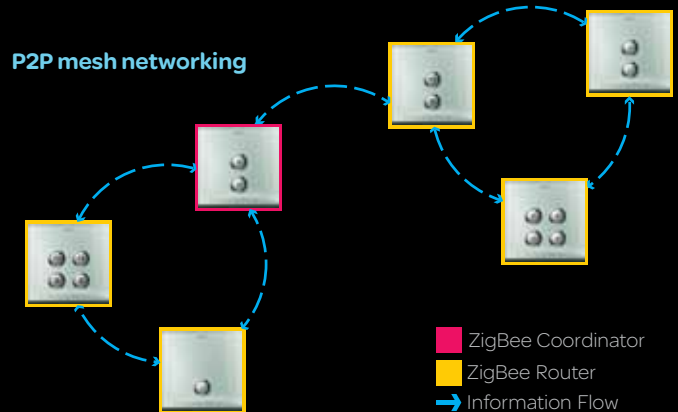 P2P mesh networking
ZigBee Coordinator
ZigBee Router
Information Flow